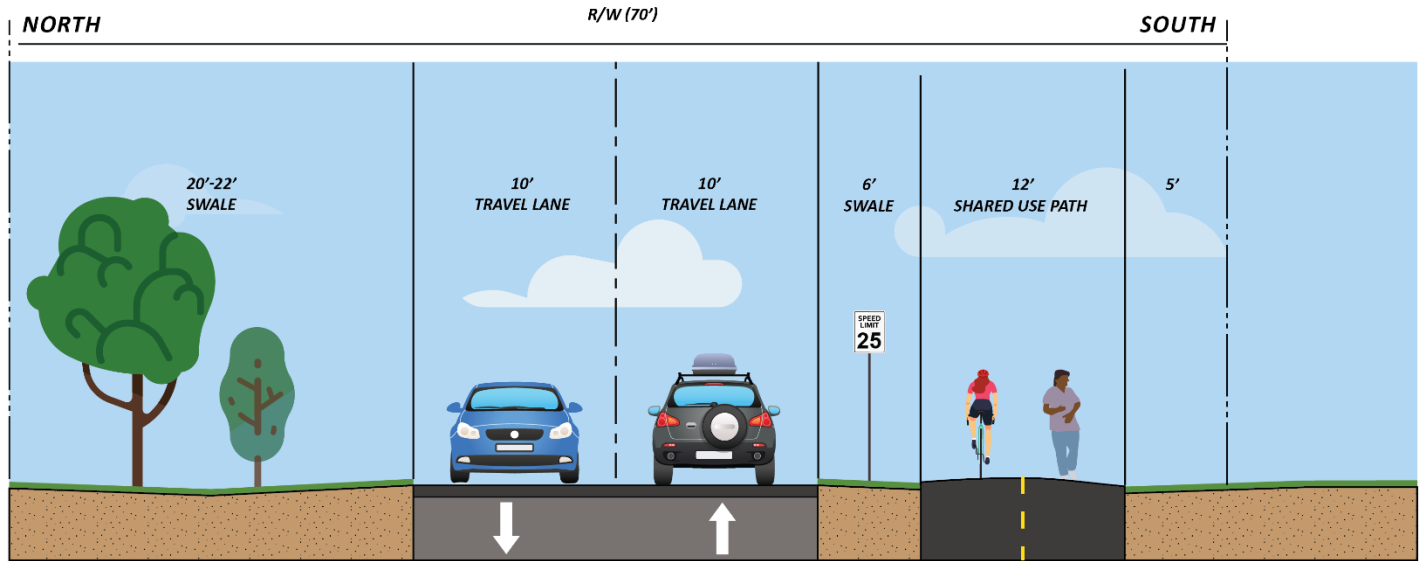 NORTH
R/W (70’)
SOUTH
20’-22’
SWALE
10’
TRAVEL LANE
10’
TRAVEL LANE
6’
SWALE
12’
SHARED USE PATH
5’
SPEED
LIMIT
25